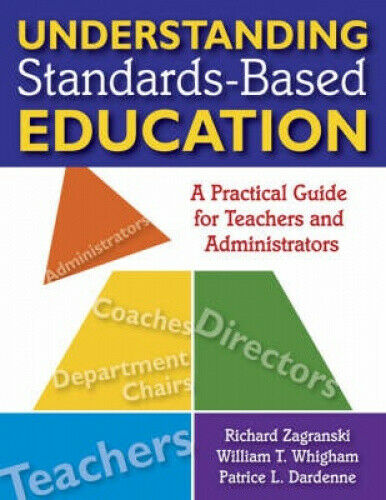 UNDERSTANDING
Standards-Based
EDUCATION
A Practical Guide
for Teachers and
Administrators
Administrators
Coaches
Directors
Department
Chairs
Teachers
Richard Zagranski
William T. Whigham
Patrice L. Dardenne